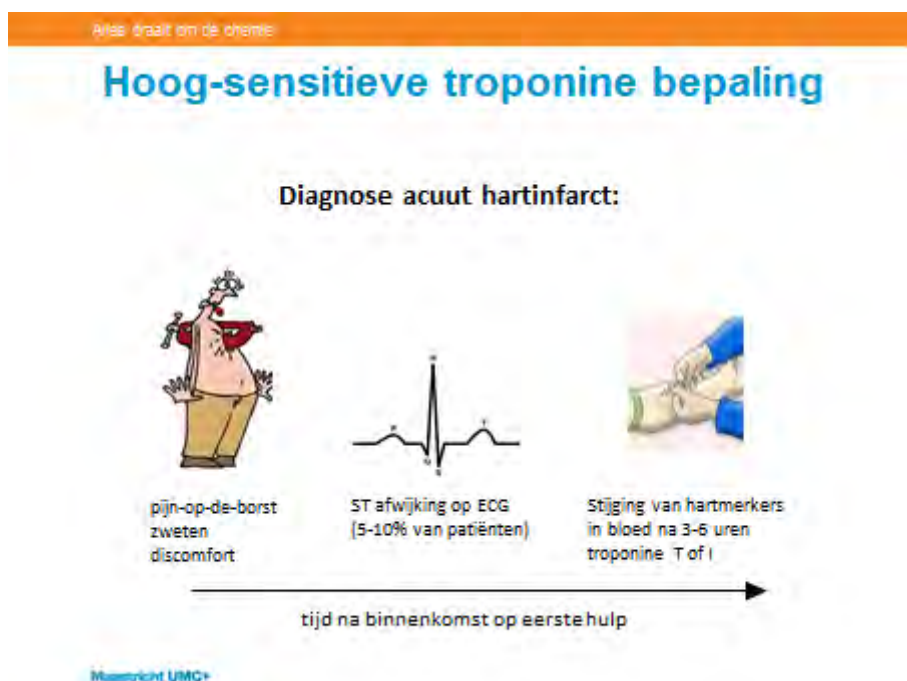 Alles draait om de chemie
Hoog-sensitieve troponine bepaling
Diagnose acuut hartinfarct:
R
P
T
Q
S
pijn-op-de-borst
zweten
discomfort
ST afwijking op ECG
(5-10% van patiënten)
Stijging van hartmerkers
in bloed na 3-6 uren
troponine T of I
tijd na binnenkomst op eerste hulp
Maastricht UMC+